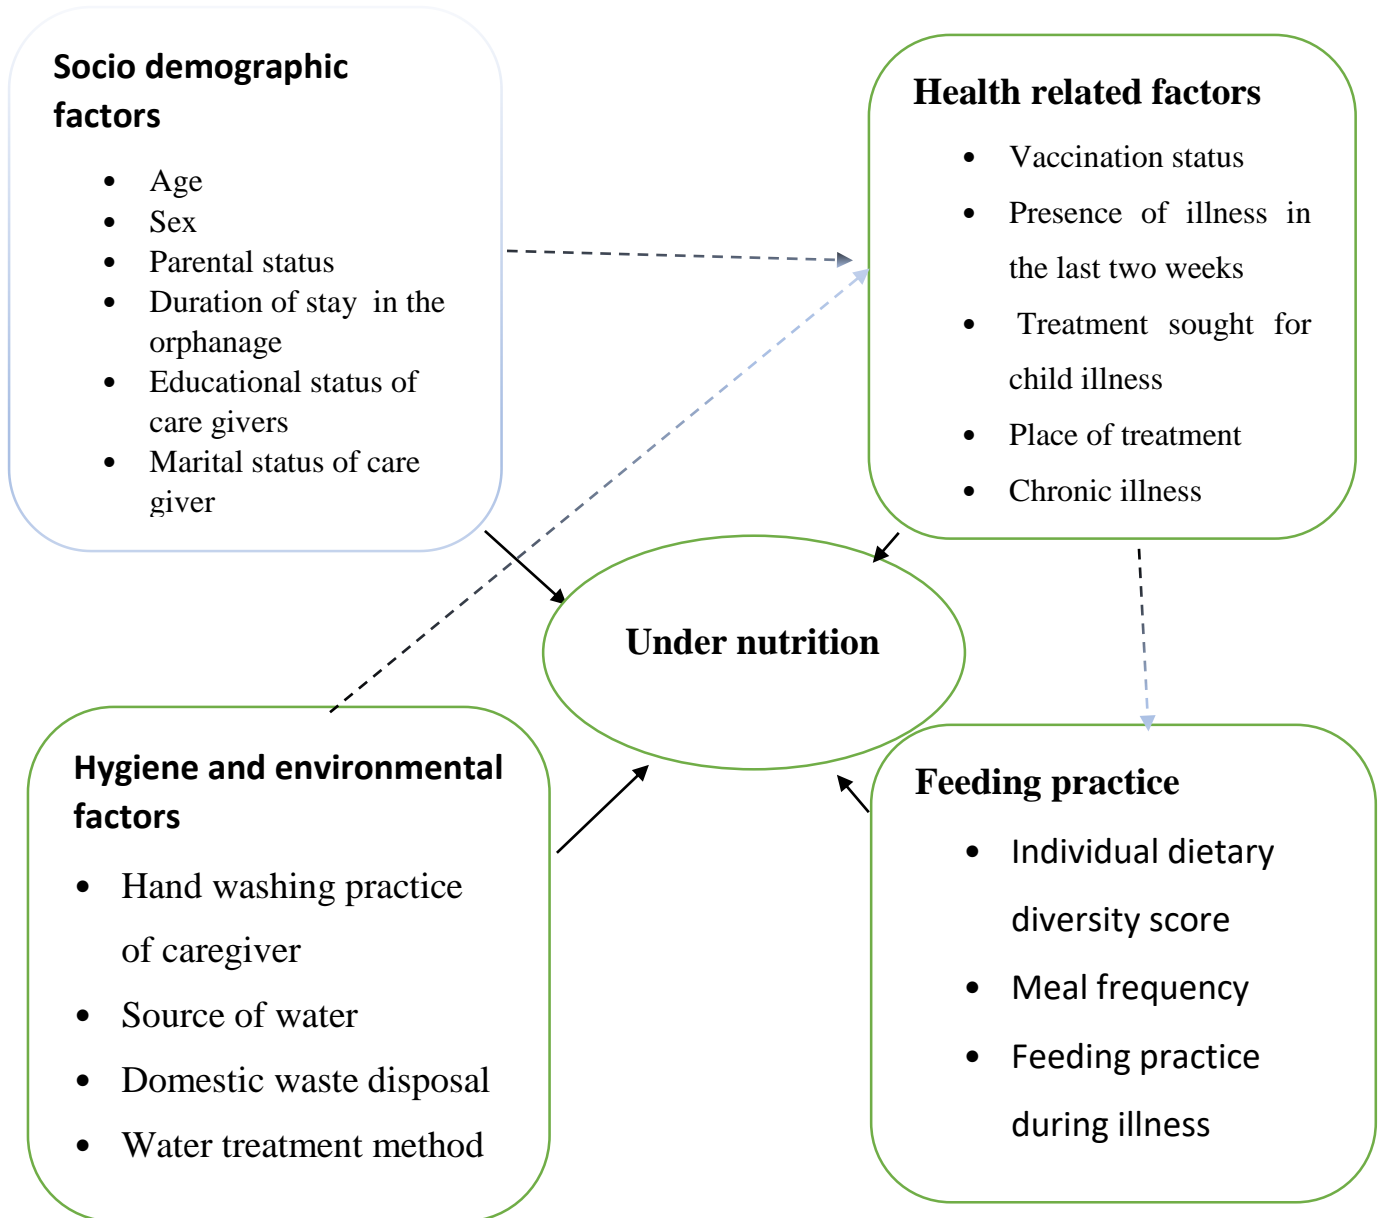 Socio demographic
factors
• Age
• Sex
• Parental status
• Duration of stay in the
orphanage
• Educational status of
care givers
• Marital status of care
giver
Health related factors
• Vaccination status
• Presence of illness in
the last two weeks
• Treatment sought for
child illness
• Place of treatment
• Chronic illness
Under nutrition
Hygiene and environmental
factors
• Hand washing practice
of caregiver
• Source of water
• Domestic waste disposal
• Water treatment method
Feeding practice
• Individual dietary
diversity score
• Meal frequency
• Feeding practice
during illness